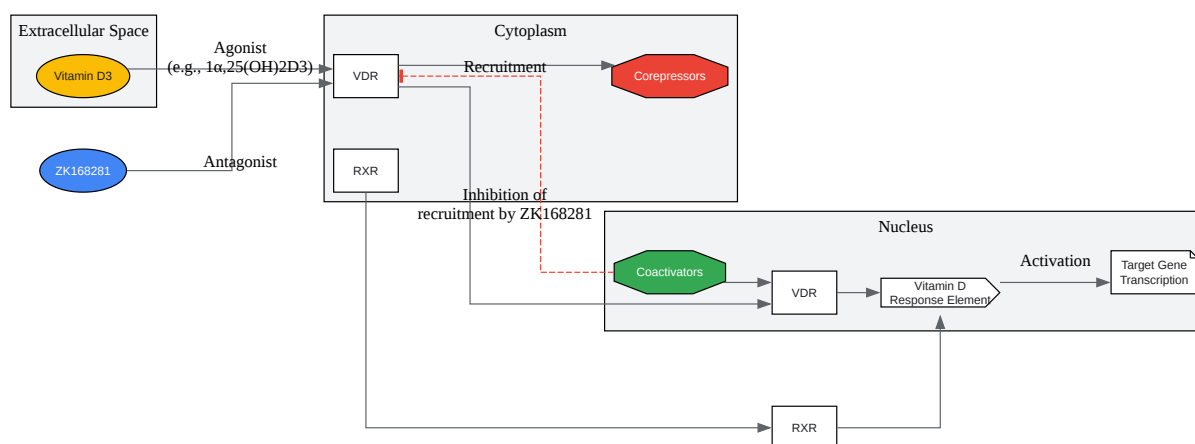 Extracellular Space
Vitamin D3
Agonist
(e.g., 1α,25(OH)2D3)
ZK168281
Antagonist
Cytoplasm
VDR
Recruitment
Corepressors
RXR
Inhibition of
recruitment by ZK168281
Nucleus
Coactivators
VDR
Vitamin D
Response Element
Activation
Target Gene
Transcription
RXR